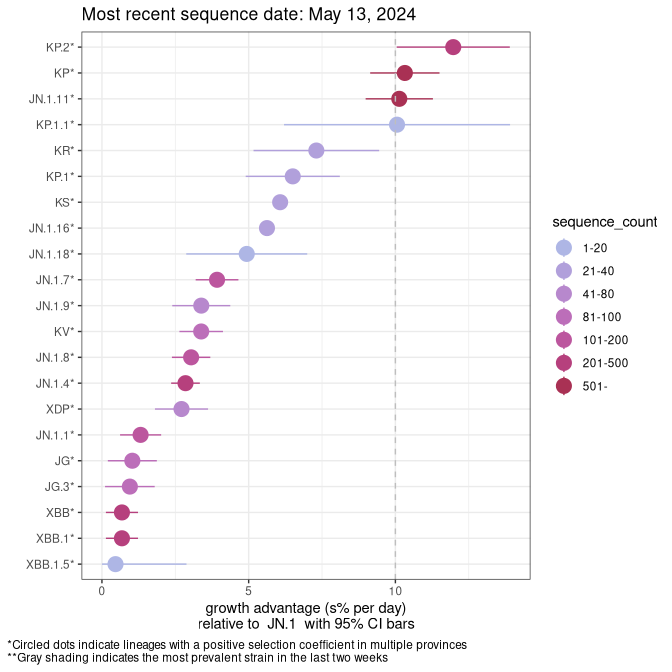 Most recent sequence date: May 13, 2024
KP.2*
KP*
JN.1.11*
KP.1.1*
KR*
KP.1*
KS*
JN.1.16*
JN.1.18*
JN.1.7*
JN.1.9*
KV*
JN.1.8*
JN.1.4*
XDP*
JN.1.1*
JG*
JG.3*
XBB*
XBB.1*
XBB.1.5*
0 5 10
growth advantage (s% per day)
relative to JN.1 with 95% CI bars
sequence_count
1-20
21-40
41-80
81-100
101-200
201-500
501-
*Circled dots indicate lineages with a positive selection coefficient in multiple provinces
**Gray shading indicates the most prevalent strain in the last two weeks